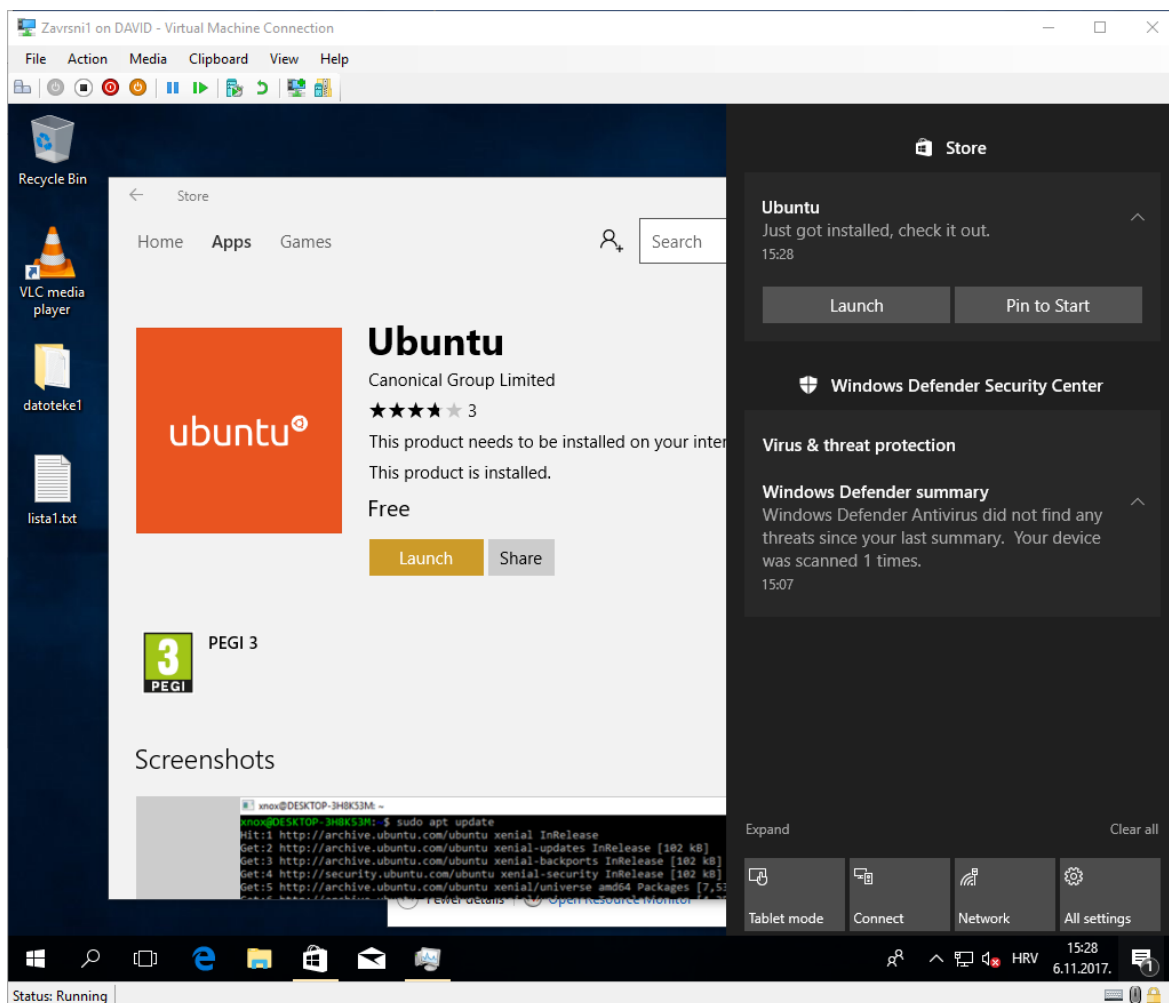 Zavrsni1 on DAVID - Virtual Machine Connection
File Action Media Clipboard View Help
Recycle Bin
VLC media
player
datoteke1
lista1.txt
Store
Home Apps Games
Search
ubuntu
Ubuntu
Canonical Group Limited
3
This product needs to be installed on your inter
This product is installed.
Free
Launch Share
3
PEGI
PEGI 3
Screenshots
xnox@DESKTOP-3H8K53M: ~
xnox@DESKTOP-3H8K53M: $ sudo apt update
Hit:1 http://archive.ubuntu.com/ubuntu xenial InRelease
Get:2 http://archive.ubuntu.com/ubuntu xenial-updates InRelease [102 kB]
Get:3 http://archive.ubuntu.com/ubuntu xenial-backports InRelease [102 kB]
Get:4 http://security.ubuntu.com/ubuntu xenial-security InRelease [102 kB]
Get:5 http://archive.ubuntu.com/ubuntu xenial/universe amd64 Packages [7,53
Fewer details Open Resource Monitor
Store
Ubuntu
Just got installed, check it out.
15:28
Launch Pin to Start
Windows Defender Security Center
Virus & threat protection
Windows Defender summary
Windows Defender Antivirus did not find any
threats since your last summary. Your device
was scanned 1 times.
15:07
Expand Clear all
Tablet mode Connect Network All settings
HRV
15:28
6.11.2017.
1
Status: Running